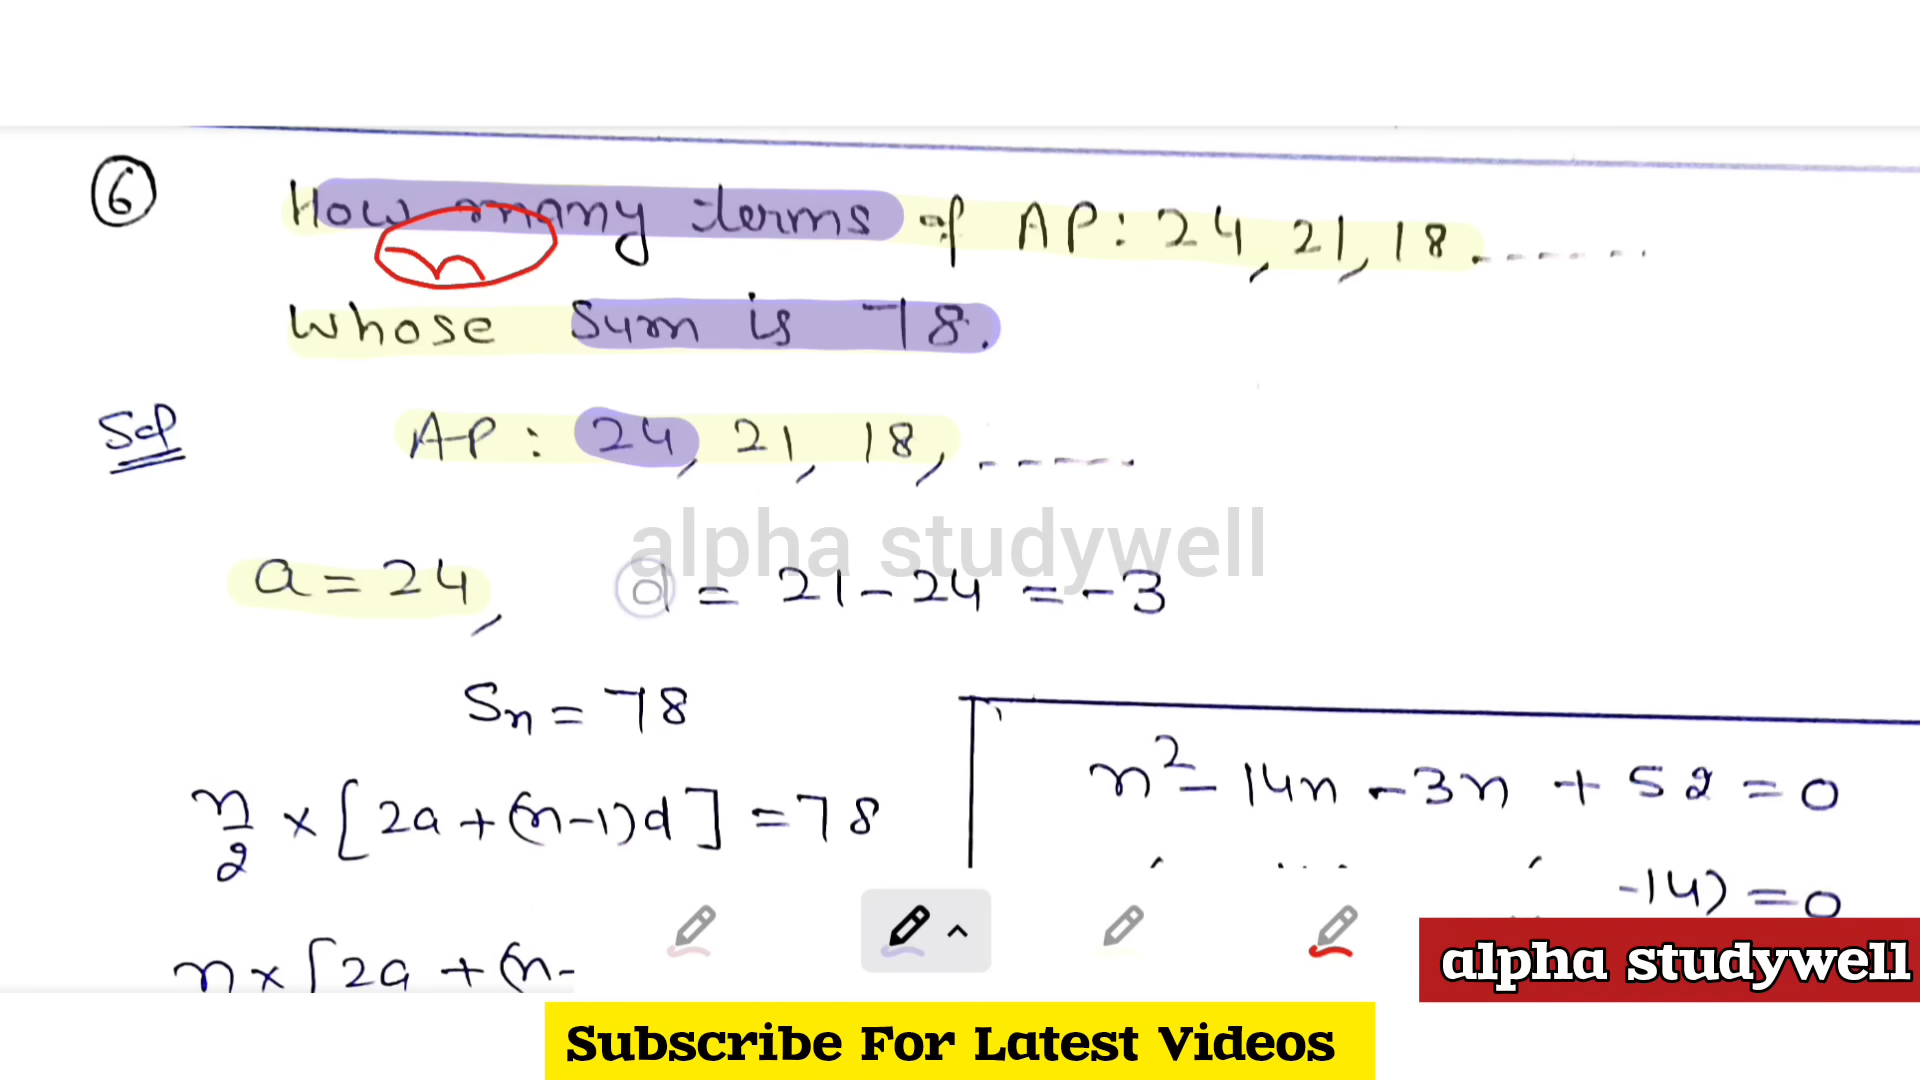 6 How many terms of AP: 24, 21, 18.......
n
whose Sum is 78.
Sol AP: 24, 21, 18, -----
alpha studywell
a = 24, d = 21-24 = -3
Sn = 78
n/2 × [2a + (n-1)d] = 78
n × [2a + (n-
n² - 14n - 3n + 52 = 0
-14) = 0
alpha studywell
Subscribe For Latest Videos